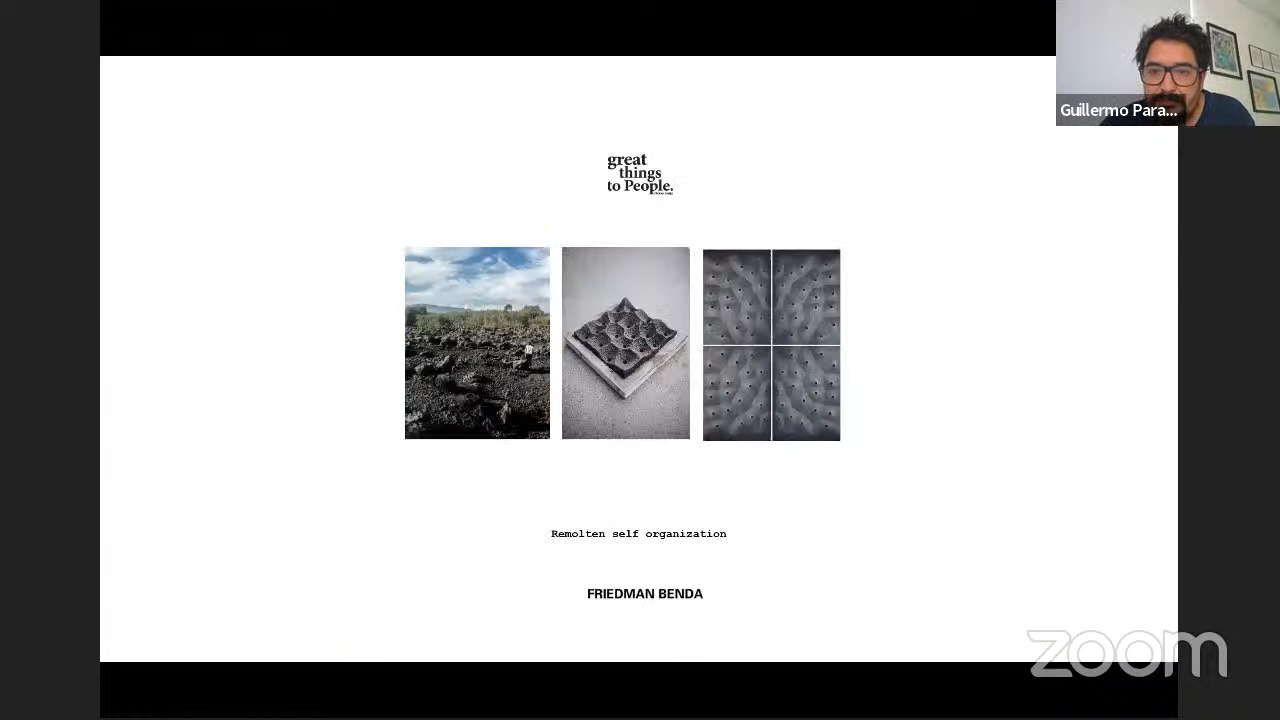 Guillermo Para...
great
things
to People.
Remolten self organization
FRIEDMAN BENDA
zoom